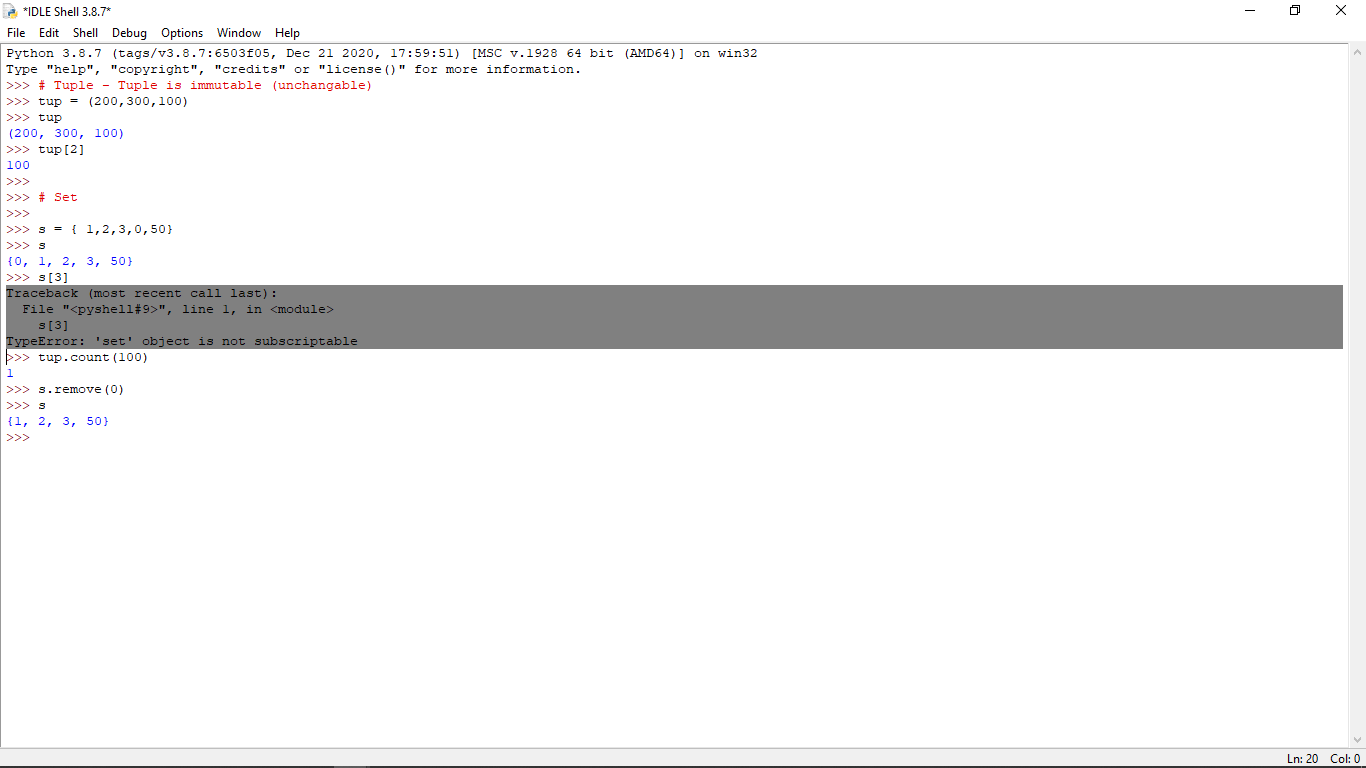 *IDLE Shell 3.8.7*
File Edit Shell Debug Options Window Help
Python 3.8.7 (tags/v3.8.7:6503f05, Dec 21 2020, 17:59:51) [MSC v.1928 64 bit (AMD64)] on win32
Type "help", "copyright", "credits" or "license()" for more information.
>>> # Tuple - Tuple is immutable (unchangable)
>>> tup = (200,300,100)
>>> tup
(200, 300, 100)
>>> tup[2]
100
>>>
>>> # Set
>>>
>>> s = { 1,2,3,0,50}
>>> s
{0, 1, 2, 3, 50}
>>> s[3]
Traceback (most recent call last):
  File "<pyshell#9>", line 1, in <module>
    s[3]
TypeError: 'set' object is not subscriptable
>>> tup.count(100)
1
>>> s.remove(0)
>>> s
{1, 2, 3, 50}
>>>
Ln: 20 Col: 0